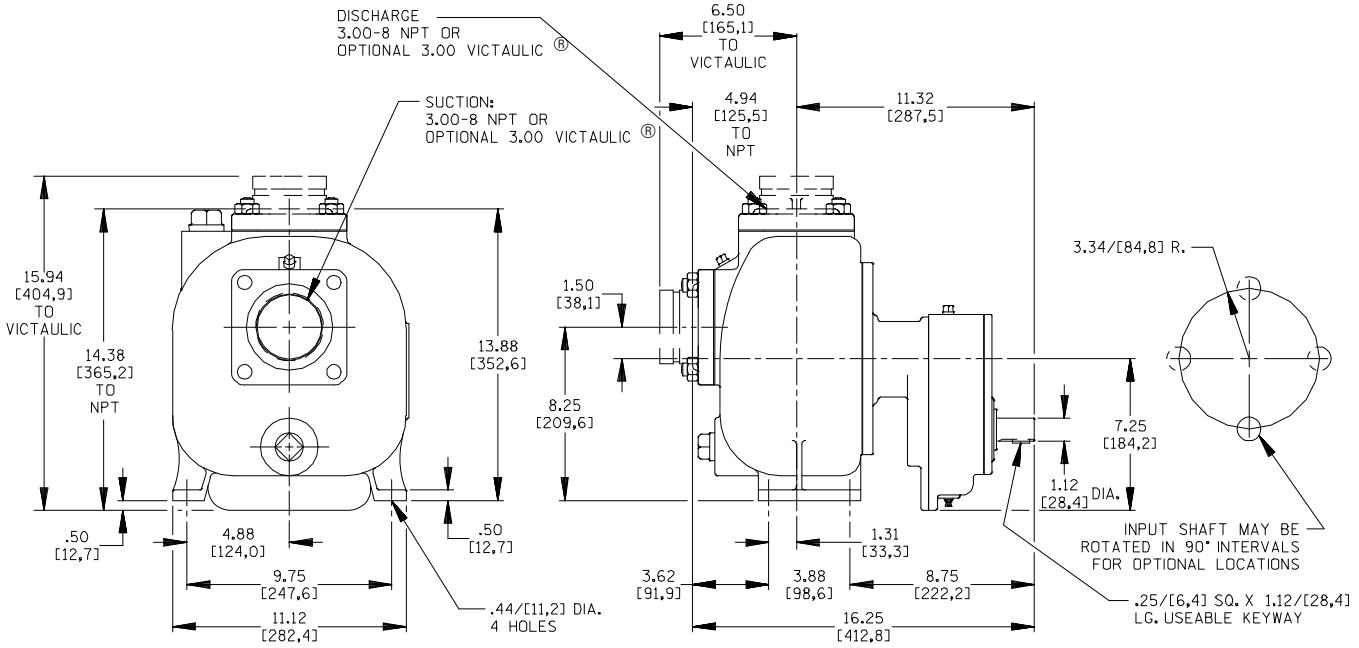 DISCHARGE
3.00-8 NPT OR
OPTIONAL 3.00 VICTAULIC ®
SUCTION:
3.00-8 NPT OR
OPTIONAL 3.00 VICTAULIC ®
6.50
[165,1]
TO
VICTAULIC
4.94
[125,5]
TO
NPT
11.32
[287,5]
15.94
[404,9]
TO
VICTAULIC
14.38
[365,2]
TO
NPT
13.88
[352,6]
1.50
[38,1]
8.25
[209,6]
3.34/[84,8] R.
7.25
[184,2]
1.12
[28,4] DIA.
.50
[12,7]
4.88
[124,0]
.50
[12,7]
9.75
[247,6]
11.12
[282,4]
.44/[11,2] DIA.
4 HOLES
1.31
[33,3]
3.62
[91,9]
3.88
[98,6]
8.75
[222,2]
16.25
[412,8]
INPUT SHAFT MAY BE
ROTATED IN 90° INTERVALS
FOR OPTIONAL LOCATIONS
.25/[6,4] SQ. X 1.12/[28,4]
LG. USEABLE KEYWAY